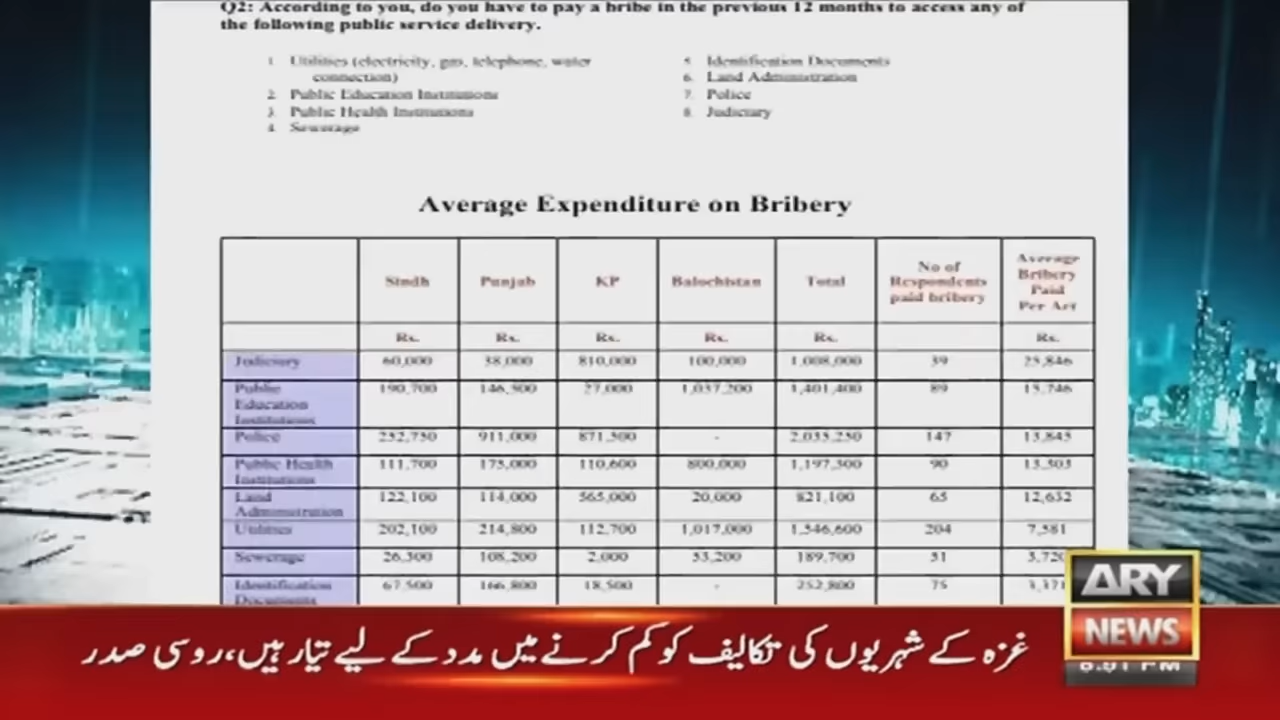 Q2: According to you, do you have to pay a bribe in the previous 12 months to access any of
the following public service delivery.
1. Utilities (electricity, gas, telephone, water
connection)
2. Public Education Institutions
3. Public Health Institutions
4. Sewerage
5. Identification Documents
6. Land Administration
7. Police
8. Judiciary
Average Expenditure on Bribery
Sindh Punjab KP Balochistan Total No of Respondents paid bribery Average Bribery Paid Per Act
Rs. Rs. Rs. Rs. Rs. Rs.
Judiciary 60,000 38,000 810,000 100,000 1,008,000 39 25,846
Public Education Institutions 190,700 146,500 27,000 1,037,200 1,401,400 89 15,746
Police 252,750 911,000 871,500 - 2,035,250 147 13,845
Public Health Institutions 111,700 175,000 110,600 800,000 1,197,300 90 13,303
Land Administration 122,100 114,000 565,000 20,000 821,100 65 12,632
Utilities 202,100 214,800 112,700 1,017,000 1,546,600 204 7,581
Sewerage 26,300 108,200 2,000 53,200 189,700 51 3,720
Identification Documents 67,500 166,800 18,500 - 252,800 75 3,371
ARY
NEWS
غزہ کے شہریوں کی تکالیف کو کم کرنے میں مدد کے لیے تیار ہیں، روسی صدر